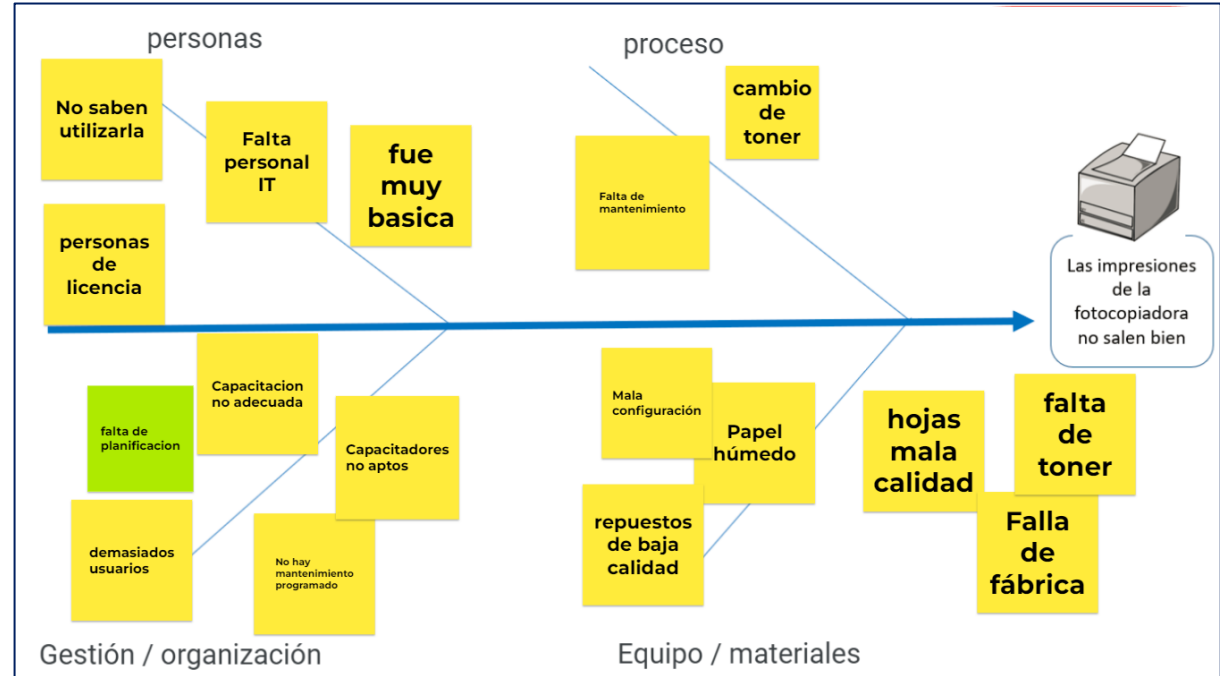 personas
No saben
utilizarla
Falta
personal
IT
fue
muy
basica
personas
de
licencia
proceso
cambio
de
toner
Falta de
mantenimiento
Las impresiones
de la
fotocopiadora
no salen bien
Capacitacion
no adecuada
falta de
planificacion
Capacitadores
no aptos
demasiados
usuarios
No hay
mantenimiento
programado
Gestión / organización
Mala
configuración
Papel
húmedo
repuestos
de baja
calidad
hojas
mala
calidad
falta
de
toner
Falla
de
fábrica
Equipo / materiales